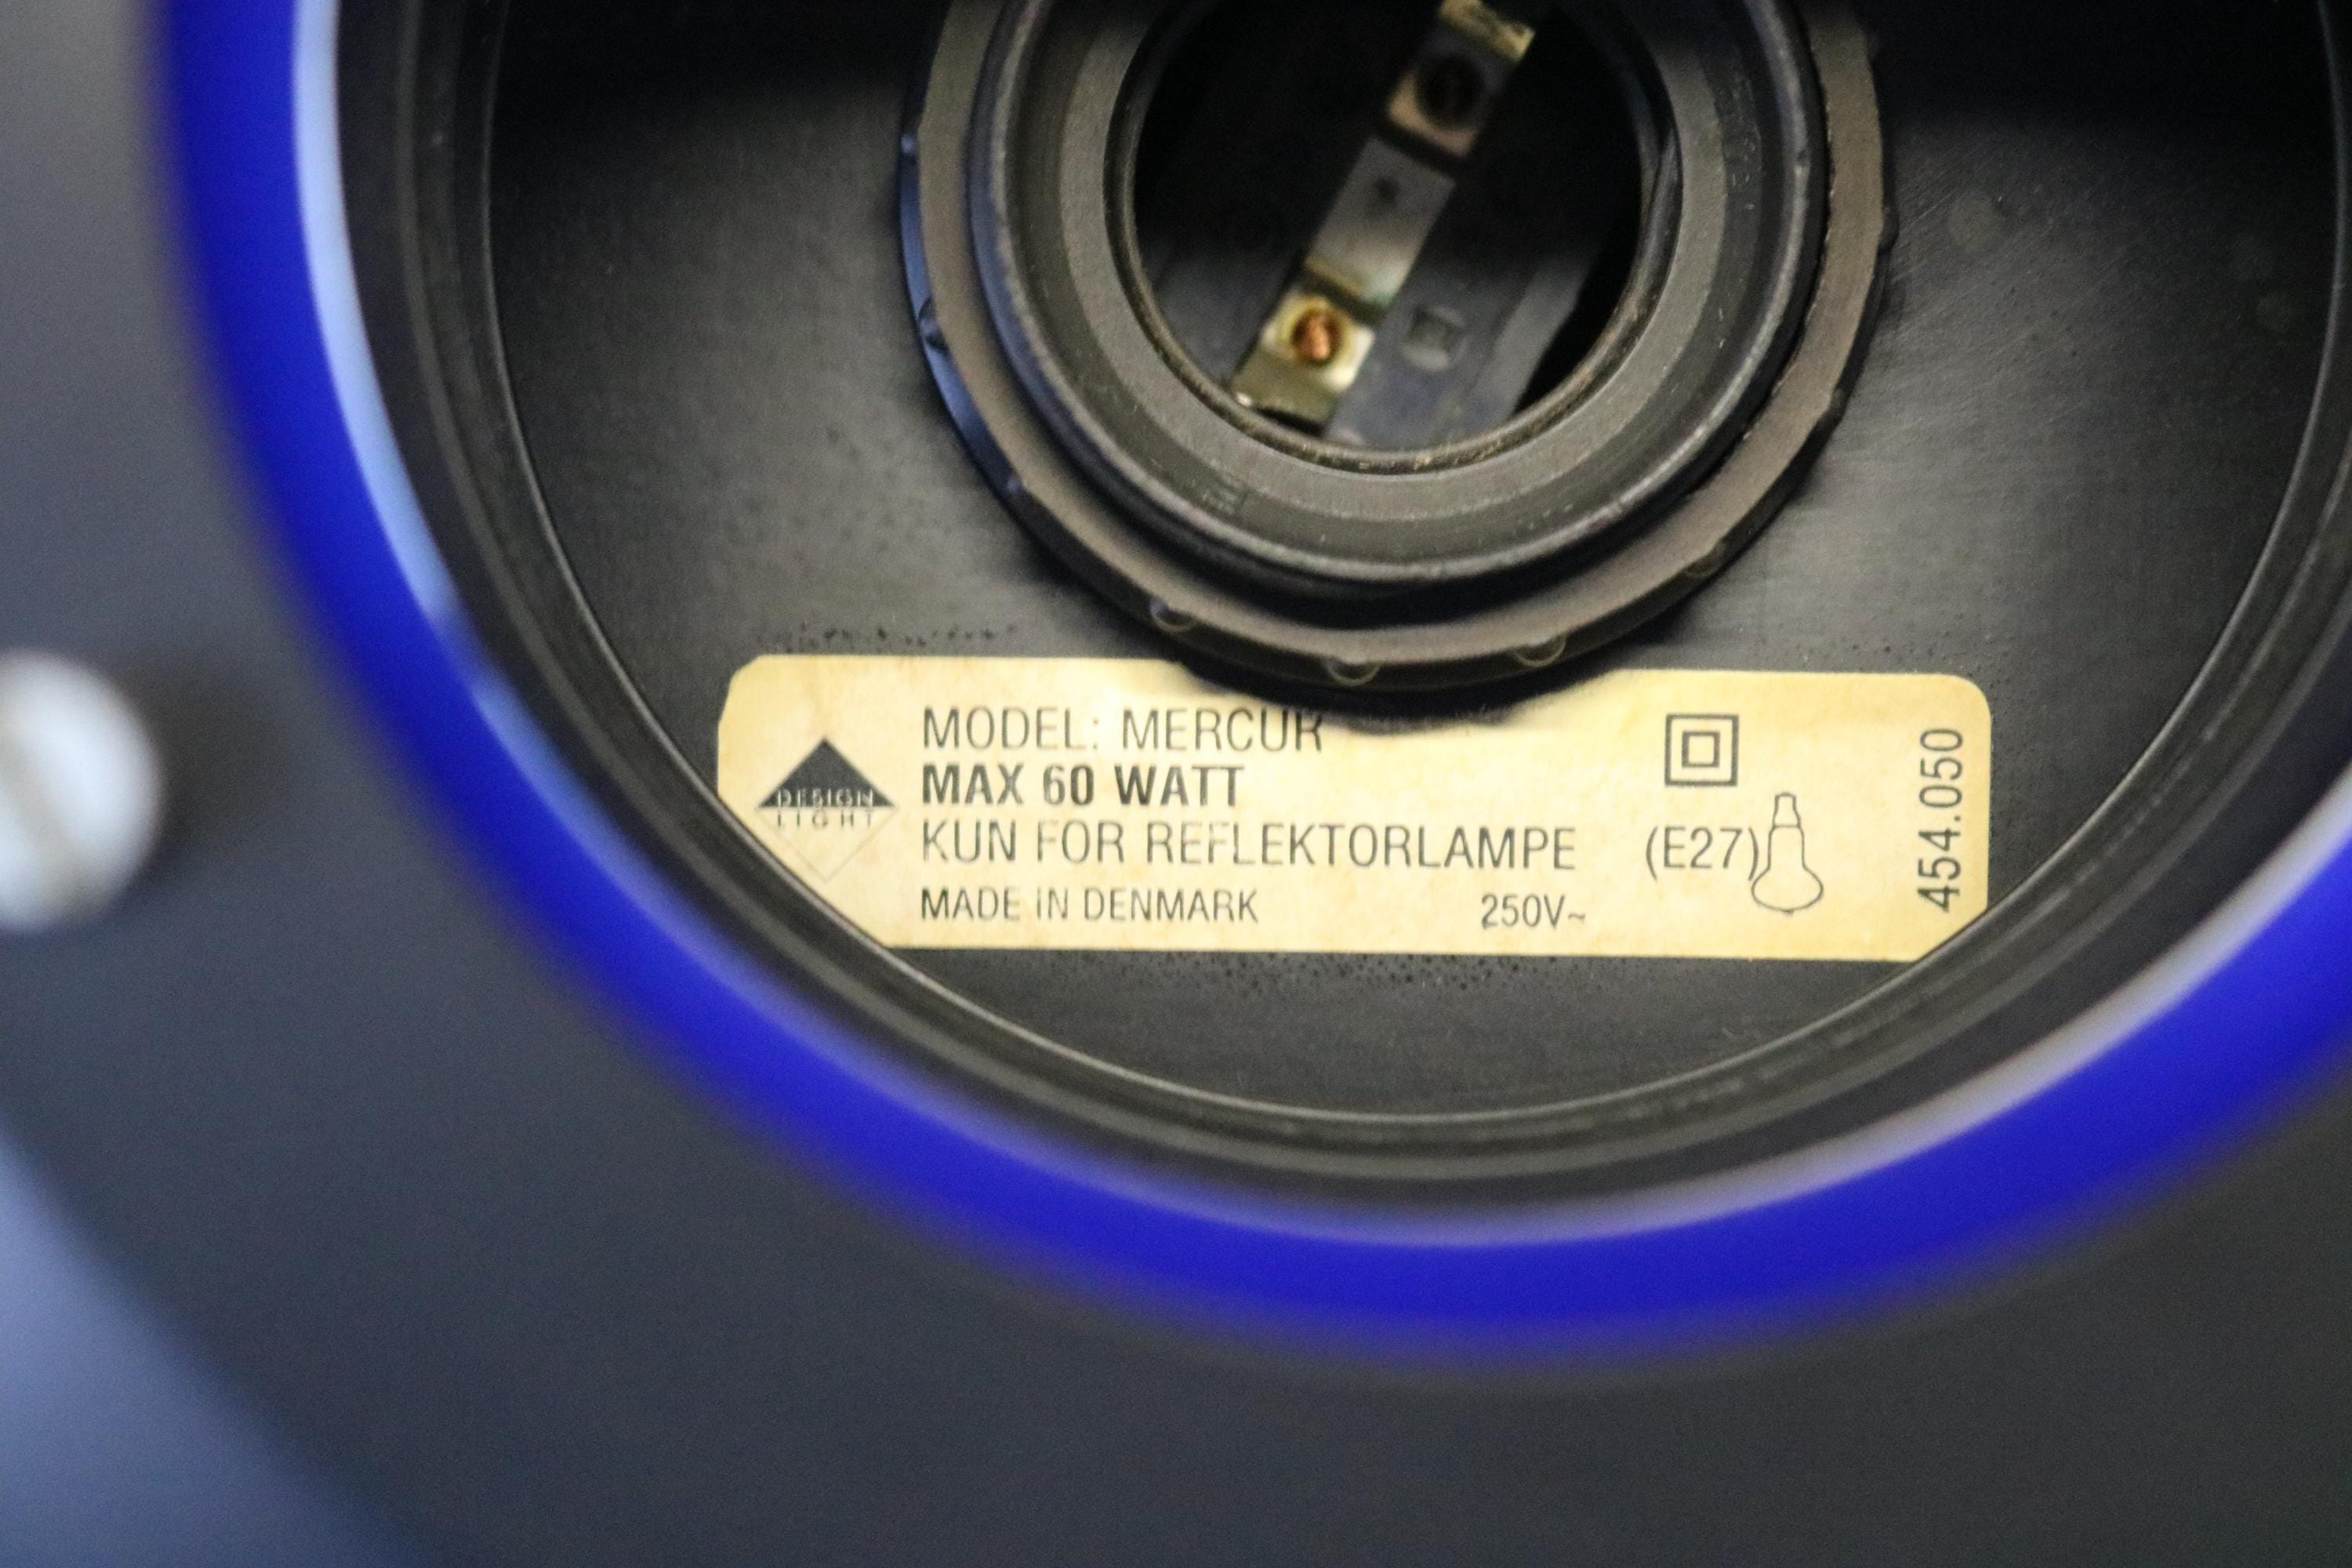 MODEL: MERCUR
MAX 60 WATT
KUN FOR REFLEKTORLAMPE
MADE IN DENMARK 250V~
DESIGN
LIGHT
(E27)
454.050